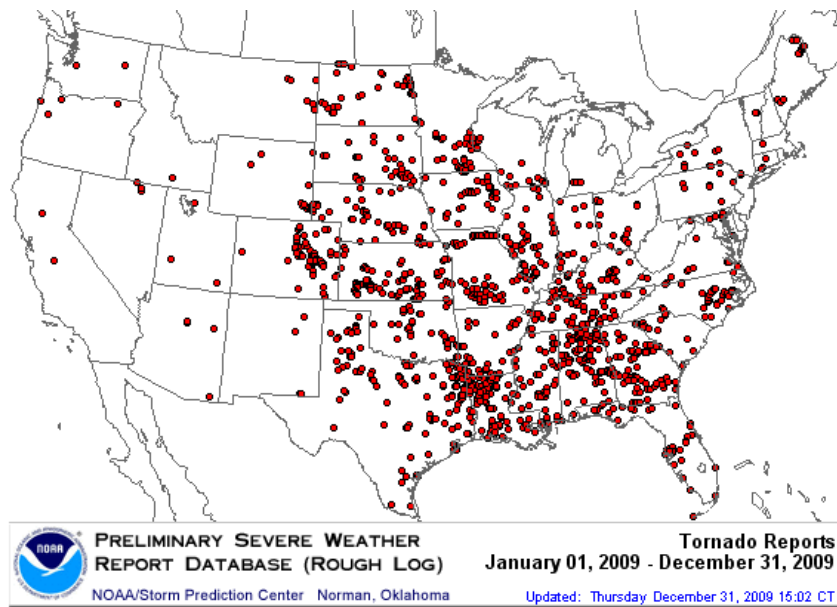 NOAA
PRELIMINARY SEVERE WEATHER
REPORT DATABASE (ROUGH LOG)
NOAA/Storm Prediction Center Norman, Oklahoma
Tornado Reports
January 01, 2009 - December 31, 2009
Updated: Thursday December 31, 2009 15:02 CT